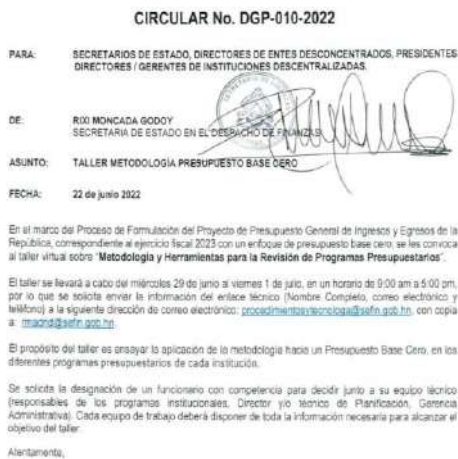 CIRCULAR No. DGP-010-2022
PARA: SECRETARIOS DE ESTADO, DIRECTORES DE ENTES DESCONCENTRADOS, PRESIDENTES
DIRECTORES / GERENTES DE INSTITUCIONES DESCENTRALIZADAS.
DE: RIXI MONCADA GODOY
SECRETARIA DE ESTADO EN EL DESPACHO DE FINANZAS
ASUNTO: TALLER METODOLOGÍA PRESUPUESTO BASE CERO
FECHA: 22 de junio 2022
En el marco del Proceso de Formulación del Proyecto de Presupuesto General de Ingresos y Egresos de la
República, correspondiente al ejercicio fiscal 2023 con un enfoque de presupuesto base cero, se les convoca
al taller virtual sobre "Metodología y Herramientas para la Revisión de Programas Presupuestarios".
El taller se llevará a cabo del miércoles 29 de junio al viernes 1 de julio, en un horario de 9:00 am a 5:00 pm,
por lo que se solicita enviar la información del enlace técnico (Nombre Completo, correo electrónico y
teléfono) a la siguiente dirección de correo electrónico: procedimientosytecnologia@sefin.gob.hn, con copia
a: rmadrid@sefin.gob.hn.
El propósito del taller es ensayar la aplicación de la metodología hacia un Presupuesto Base Cero, en los
diferentes programas presupuestarios de cada institución.
Se solicita la designación de un funcionario con competencia para decidir junto a su equipo técnico
(responsables de los programas institucionales, Director y/o técnico de Planificación, Gerencia
Administrativa). Cada equipo de trabajo deberá disponer de toda la información necesaria para alcanzar el
objetivo del taller.
Atentamente,